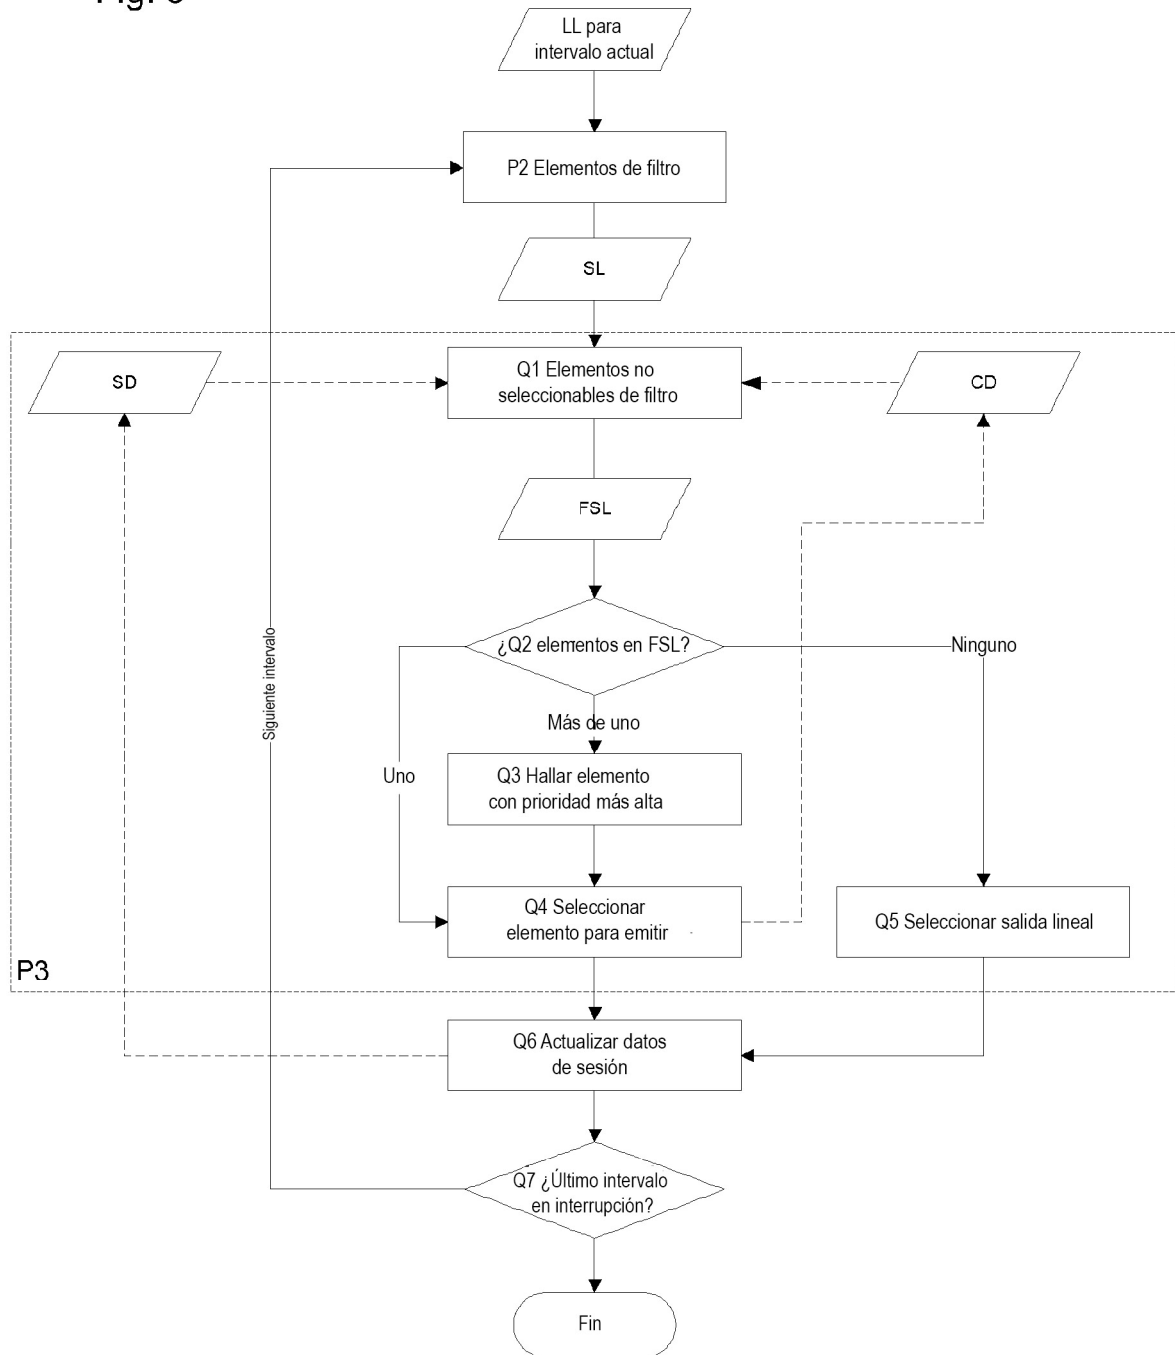 LL para
intervalo actual
P2 Elementos de filtro
SL
SD
Q1 Elementos no
seleccionables de filtro
CD
FSL
¿Q2 elementos en FSL?
Ninguno
Siguiente intervalo
Más de uno
Uno
Q3 Hallar elemento
con prioridad más alta
Q4 Seleccionar
elemento para emitir
Q5 Seleccionar salida lineal
P3
Q6 Actualizar datos
de sesión
Q7 ¿Último intervalo
en interrupción?
Fin